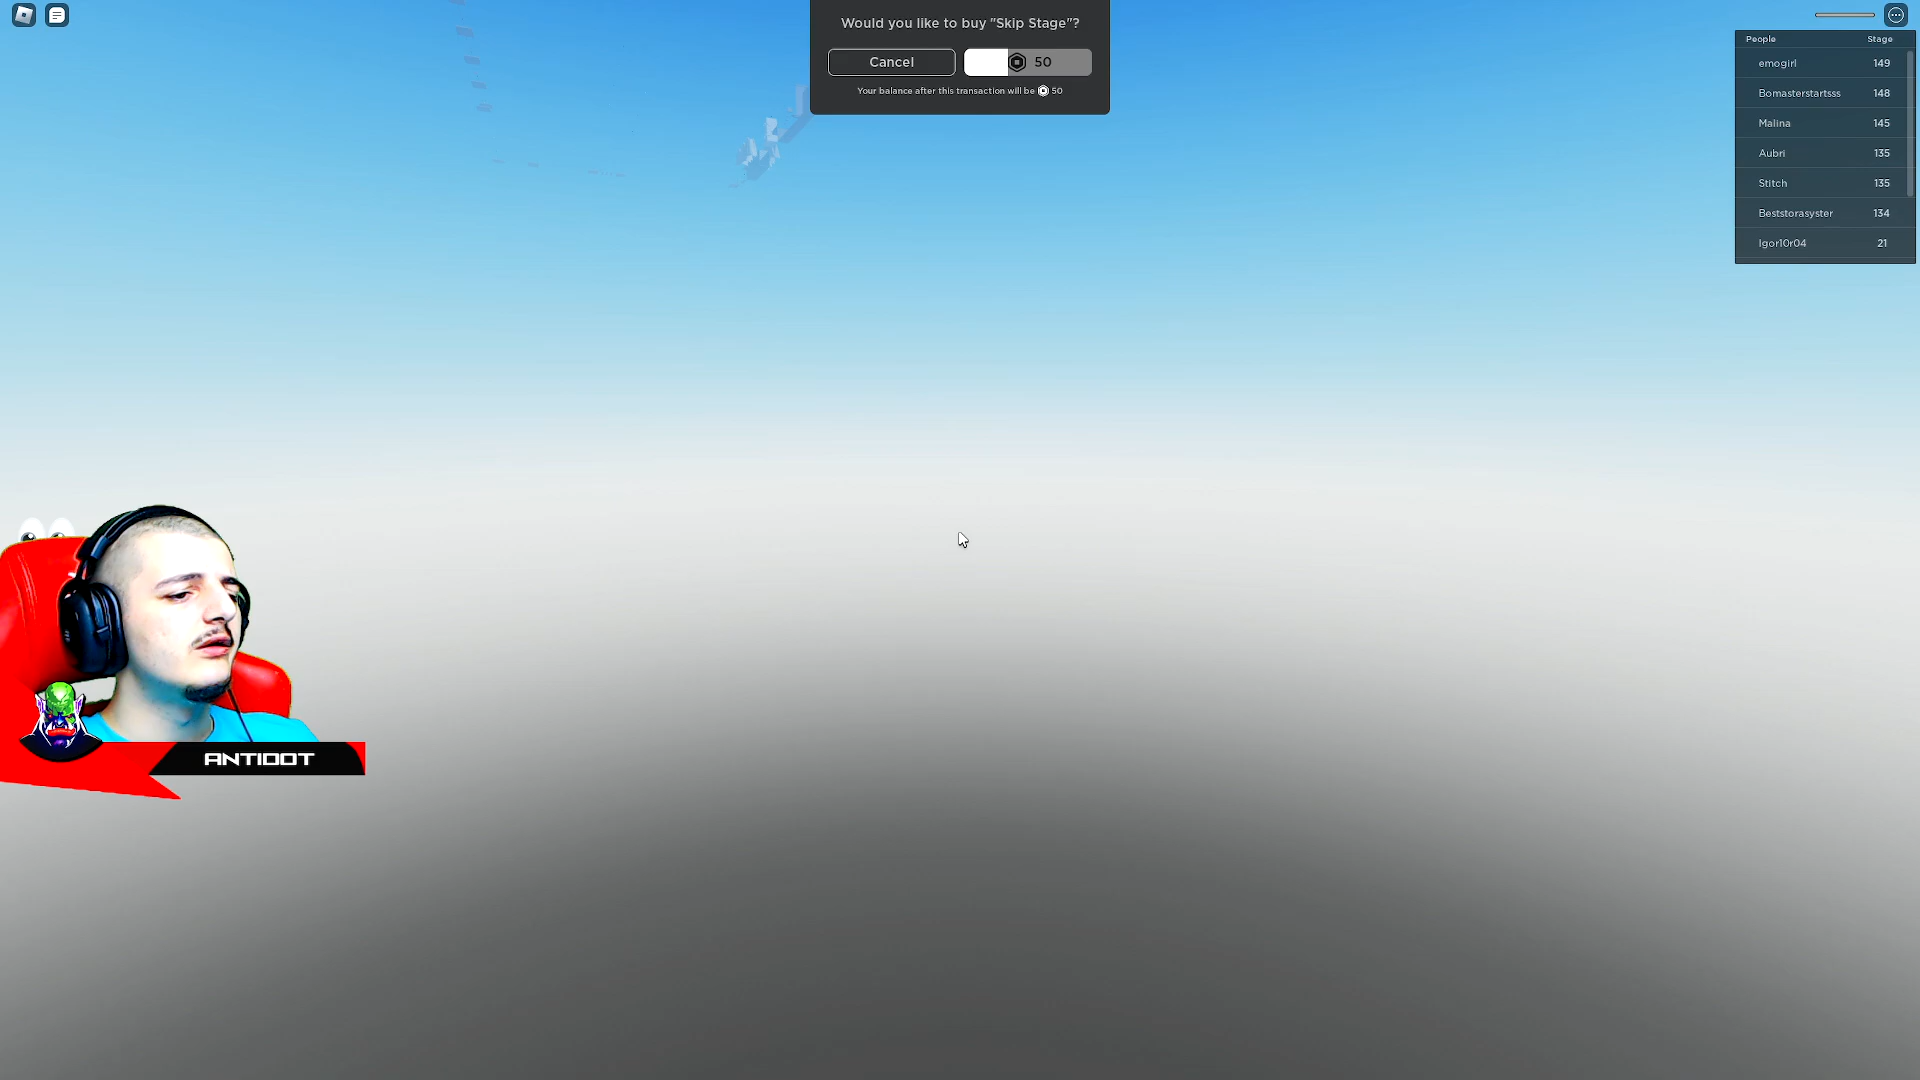 Would you like to buy "Skip Stage"?
Cancel
50
Your balance after this transaction will be 50
People Stage
emogirl 149
Bomasterstartsss 148
Malina 145
Aubri 135
Stitch 135
Beststorasyster 134
Igor10r04 21
ANTIDOT